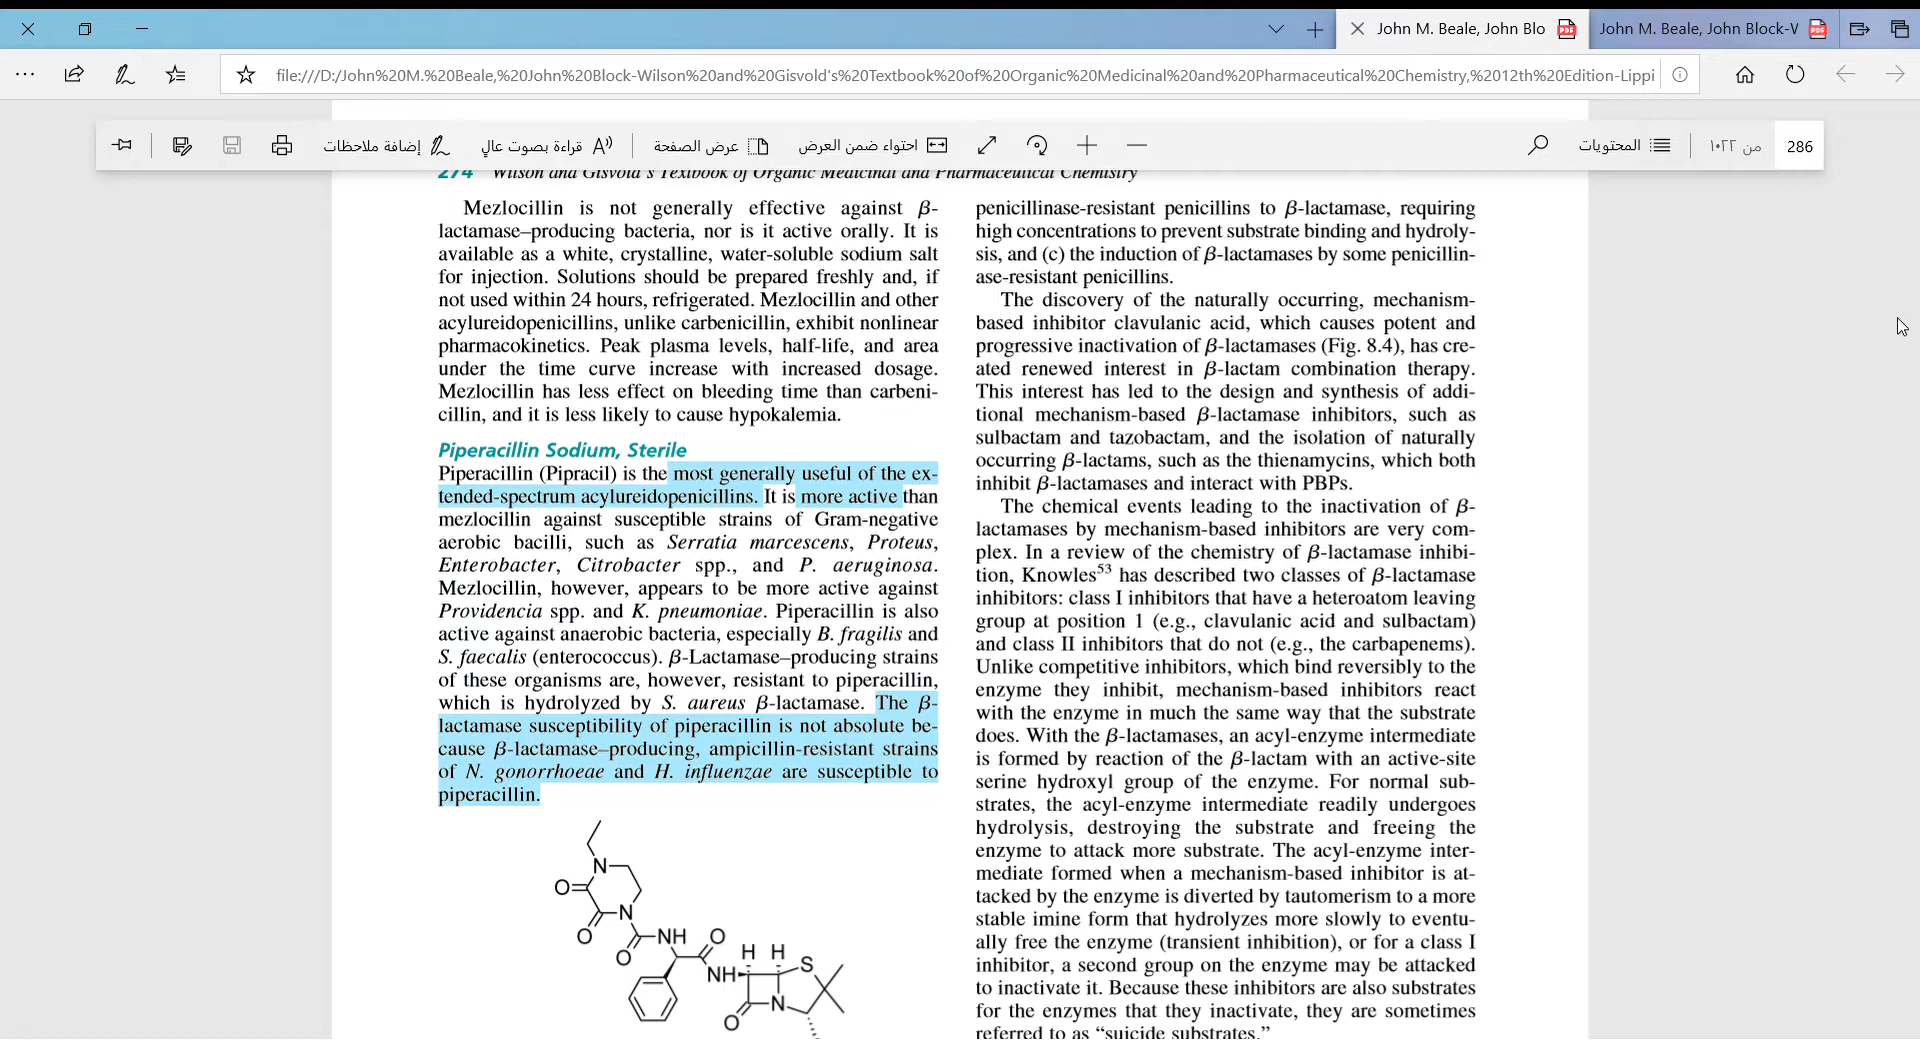 John M. Beale, John Blo
John M. Beale, John Block-V
file:///D:/John%20M.%20Beale,%20John%20Block-Wilson%20and%20Gisvold's%20Textbook%20of%20Organic%20Medicinal%20and%20Pharmaceutical%20Chemistry,%2012th%20Edition-Lippi
286
من ١٠٢٢
المحتويات
احتواء ضمن العرض
عرض الصفحة
قراءة بصوت عالٍ
إضافة ملاحظات
274 Wilson and Gisvold's Textbook of Organic Medicinal and Pharmaceutical Chemistry
Mezlocillin is not generally effective against β-
lactamase–producing bacteria, nor is it active orally. It is
available as a white, crystalline, water-soluble sodium salt
for injection. Solutions should be prepared freshly and, if
not used within 24 hours, refrigerated. Mezlocillin and other
acylureidopenicillins, unlike carbenicillin, exhibit nonlinear
pharmacokinetics. Peak plasma levels, half-life, and area
under the time curve increase with increased dosage.
Mezlocillin has less effect on bleeding time than carbeni-
cillin, and it is less likely to cause hypokalemia.
Piperacillin Sodium, Sterile
Piperacillin (Pipracil) is the most generally useful of the ex-
tended-spectrum acylureidopenicillins. It is more active than
mezlocillin against susceptible strains of Gram-negative
aerobic bacilli, such as Serratia marcescens, Proteus,
Enterobacter, Citrobacter spp., and P. aeruginosa.
Mezlocillin, however, appears to be more active against
Providencia spp. and K. pneumoniae. Piperacillin is also
active against anaerobic bacteria, especially B. fragilis and
S. faecalis (enterococcus). β-Lactamase–producing strains
of these organisms are, however, resistant to piperacillin,
which is hydrolyzed by S. aureus β-lactamase. The β-
lactamase susceptibility of piperacillin is not absolute be-
cause β-lactamase–producing, ampicillin-resistant strains
of N. gonorrhoeae and H. influenzae are susceptible to
piperacillin.
N
O
N
O
NH
O
O
NH
H H
S
N
O
penicillinase-resistant penicillins to β-lactamase, requiring
high concentrations to prevent substrate binding and hydroly-
sis, and (c) the induction of β-lactamases by some penicillin-
ase-resistant penicillins.
The discovery of the naturally occurring, mechanism-
based inhibitor clavulanic acid, which causes potent and
progressive inactivation of β-lactamases (Fig. 8.4), has cre-
ated renewed interest in β-lactam combination therapy.
This interest has led to the design and synthesis of addi-
tional mechanism-based β-lactamase inhibitors, such as
sulbactam and tazobactam, and the isolation of naturally
occurring β-lactams, such as the thienamycins, which both
inhibit β-lactamases and interact with PBPs.
The chemical events leading to the inactivation of β-
lactamases by mechanism-based inhibitors are very com-
plex. In a review of the chemistry of β-lactamase inhibi-
tion, Knowles53 has described two classes of β-lactamase
inhibitors: class I inhibitors that have a heteroatom leaving
group at position 1 (e.g., clavulanic acid and sulbactam)
and class II inhibitors that do not (e.g., the carbapenems).
Unlike competitive inhibitors, which bind reversibly to the
enzyme they inhibit, mechanism-based inhibitors react
with the enzyme in much the same way that the substrate
does. With the β-lactamases, an acyl-enzyme intermediate
is formed by reaction of the β-lactam with an active-site
serine hydroxyl group of the enzyme. For normal sub-
strates, the acyl-enzyme intermediate readily undergoes
hydrolysis, destroying the substrate and freeing the
enzyme to attack more substrate. The acyl-enzyme inter-
mediate formed when a mechanism-based inhibitor is at-
tacked by the enzyme is diverted by tautomerism to a more
stable imine form that hydrolyzes more slowly to eventu-
ally free the enzyme (transient inhibition), or for a class I
inhibitor, a second group on the enzyme may be attacked
to inactivate it. Because these inhibitors are also substrates
for the enzymes that they inactivate, they are sometimes
referred to as “suicide substrates.”